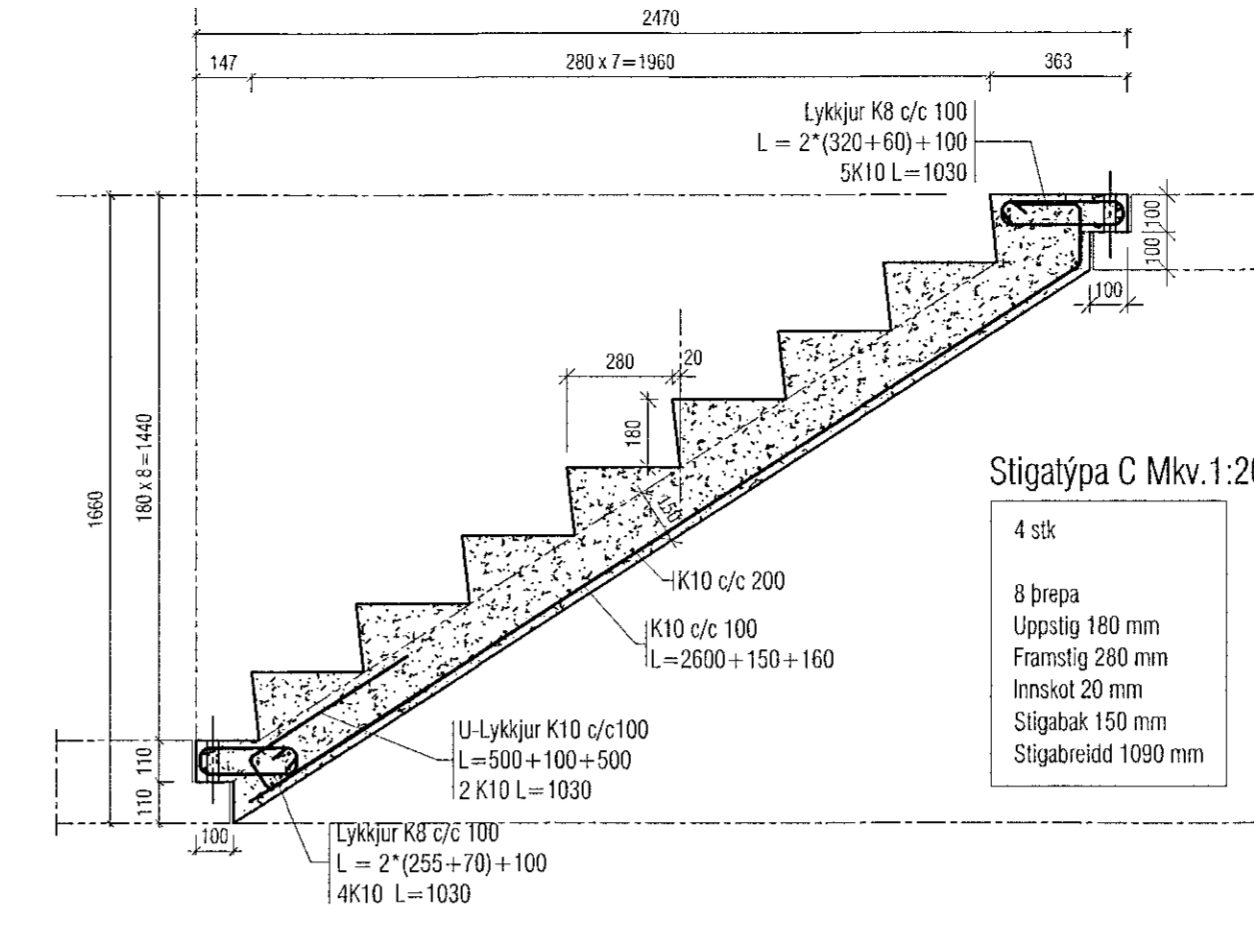 2470
147
280 x 7=1960
363
Lykkjur K8 c/c 100
L = 2*(320+60)+100
5K10 L=1030
100
100
100
1660
180 x 8=1440
280
20
180
150
Stigatýpa C Mkv.1:20
4 stk
8 þrepa
Uppstig 180 mm
Framstig 280 mm
Innskot 20 mm
Stigabak 150 mm
Stigabreidd 1090 mm
K10 c/c 200
K10 c/c 100
L=2600+150+160
U-Lykkjur K10 c/c100
L=500+100+500
2 K10 L=1030
110
110
100
Lykkjur K8 c/c 100
L = 2*(255+70)+100
4K10 L=1030